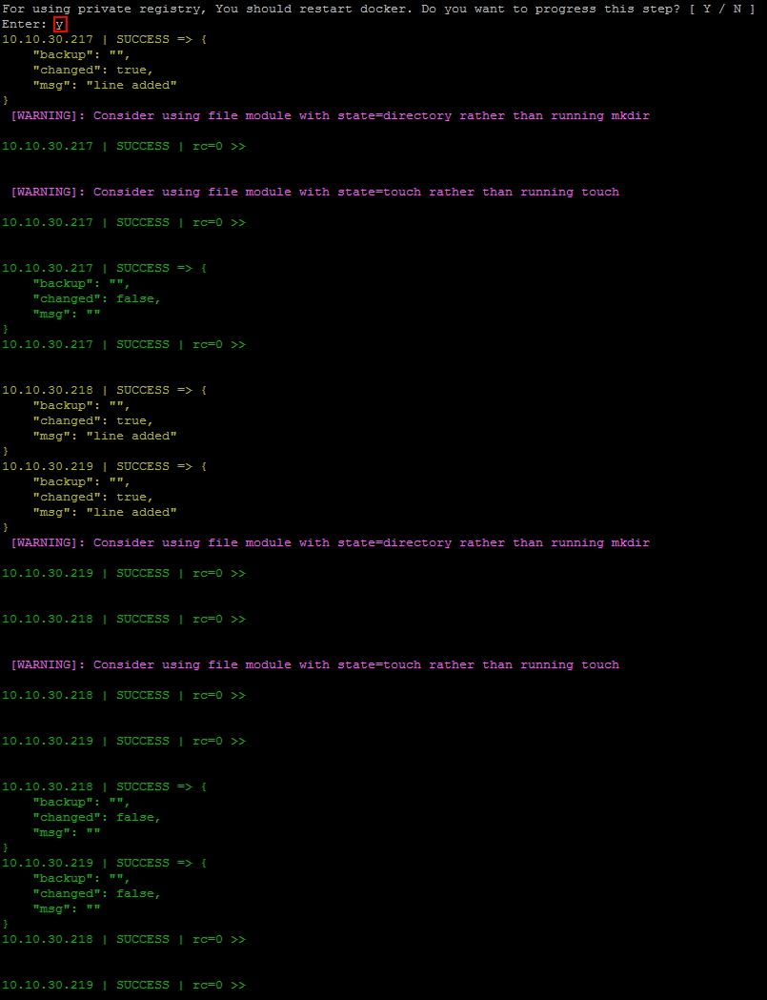 For using private registry, You should restart docker. Do you want to progress this step? [ Y / N ]
Enter: y
10.10.30.217 | SUCCESS => {
    "backup": "",
    "changed": true,
    "msg": "line added"
}
 [WARNING]: Consider using file module with state=directory rather than running mkdir
10.10.30.217 | SUCCESS | rc=0 >>
 [WARNING]: Consider using file module with state=touch rather than running touch
10.10.30.217 | SUCCESS | rc=0 >>
10.10.30.217 | SUCCESS => {
    "backup": "",
    "changed": false,
    "msg": ""
}
10.10.30.217 | SUCCESS | rc=0 >>
10.10.30.218 | SUCCESS => {
    "backup": "",
    "changed": true,
    "msg": "line added"
}
10.10.30.219 | SUCCESS => {
    "backup": "",
    "changed": true,
    "msg": "line added"
}
 [WARNING]: Consider using file module with state=directory rather than running mkdir
10.10.30.219 | SUCCESS | rc=0 >>
10.10.30.218 | SUCCESS | rc=0 >>
 [WARNING]: Consider using file module with state=touch rather than running touch
10.10.30.218 | SUCCESS | rc=0 >>
10.10.30.219 | SUCCESS | rc=0 >>
10.10.30.218 | SUCCESS => {
    "backup": "",
    "changed": false,
    "msg": ""
}
10.10.30.219 | SUCCESS => {
    "backup": "",
    "changed": false,
    "msg": ""
}
10.10.30.218 | SUCCESS | rc=0 >>
10.10.30.219 | SUCCESS | rc=0 >>